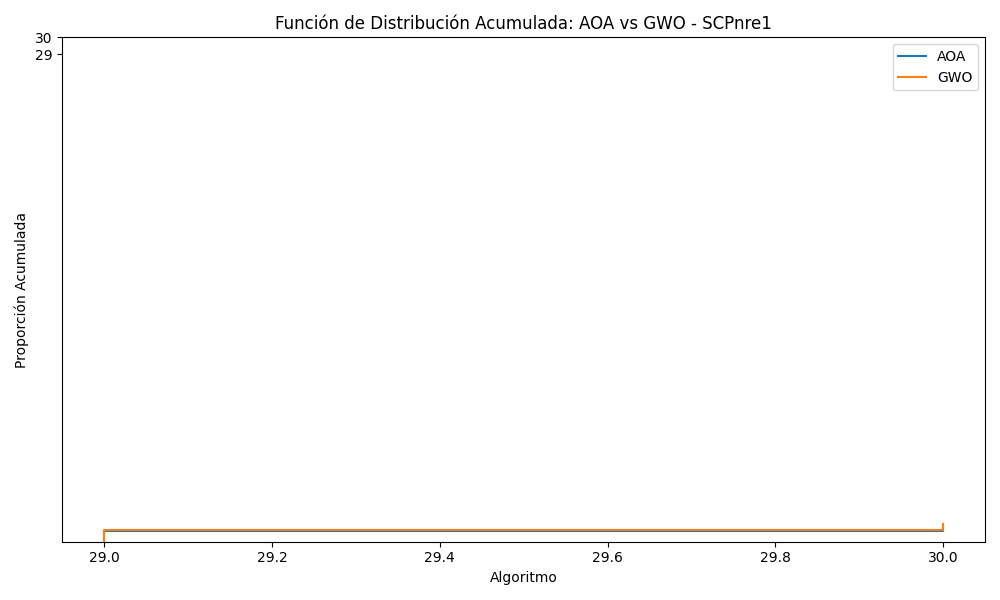 Función de Distribución Acumulada: AOA vs GWO - SCPnre1
30
29
Proporción Acumulada
AOA
GWO
29.0 29.2 29.4 29.6 29.8 30.0
Algoritmo